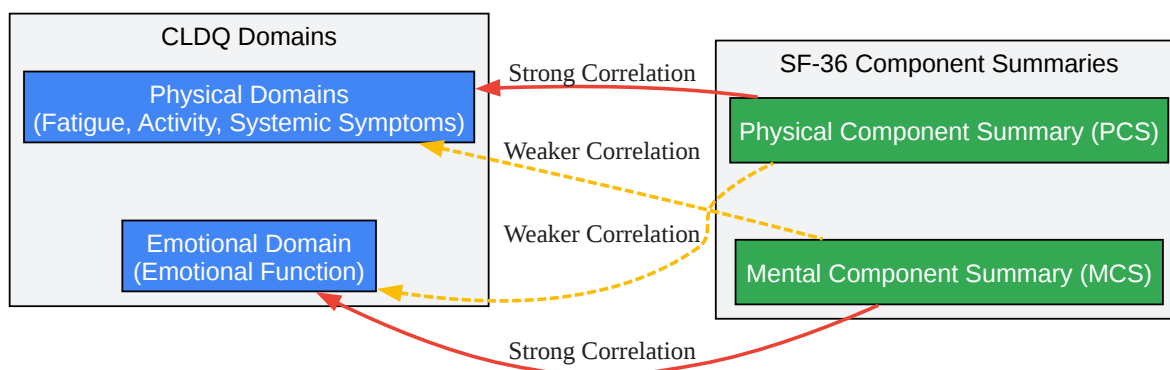 CLDQ Domains
Physical Domains
(Fatigue, Activity, Systemic Symptoms)
Emotional Domain
(Emotional Function)
Strong Correlation
Weaker Correlation
Weaker Correlation
Strong Correlation
SF-36 Component Summaries
Physical Component Summary (PCS)
Mental Component Summary (MCS)